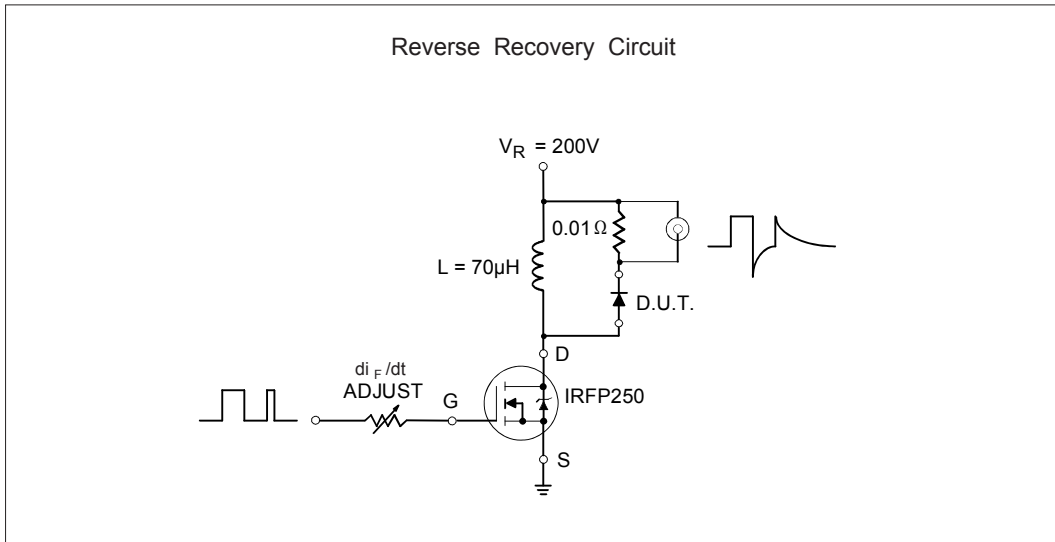 Reverse Recovery Circuit
V_R = 200V
0.01 Ω
L = 70μH
D.U.T.
D
di_F/dt
ADJUST
G
IRFP250
S